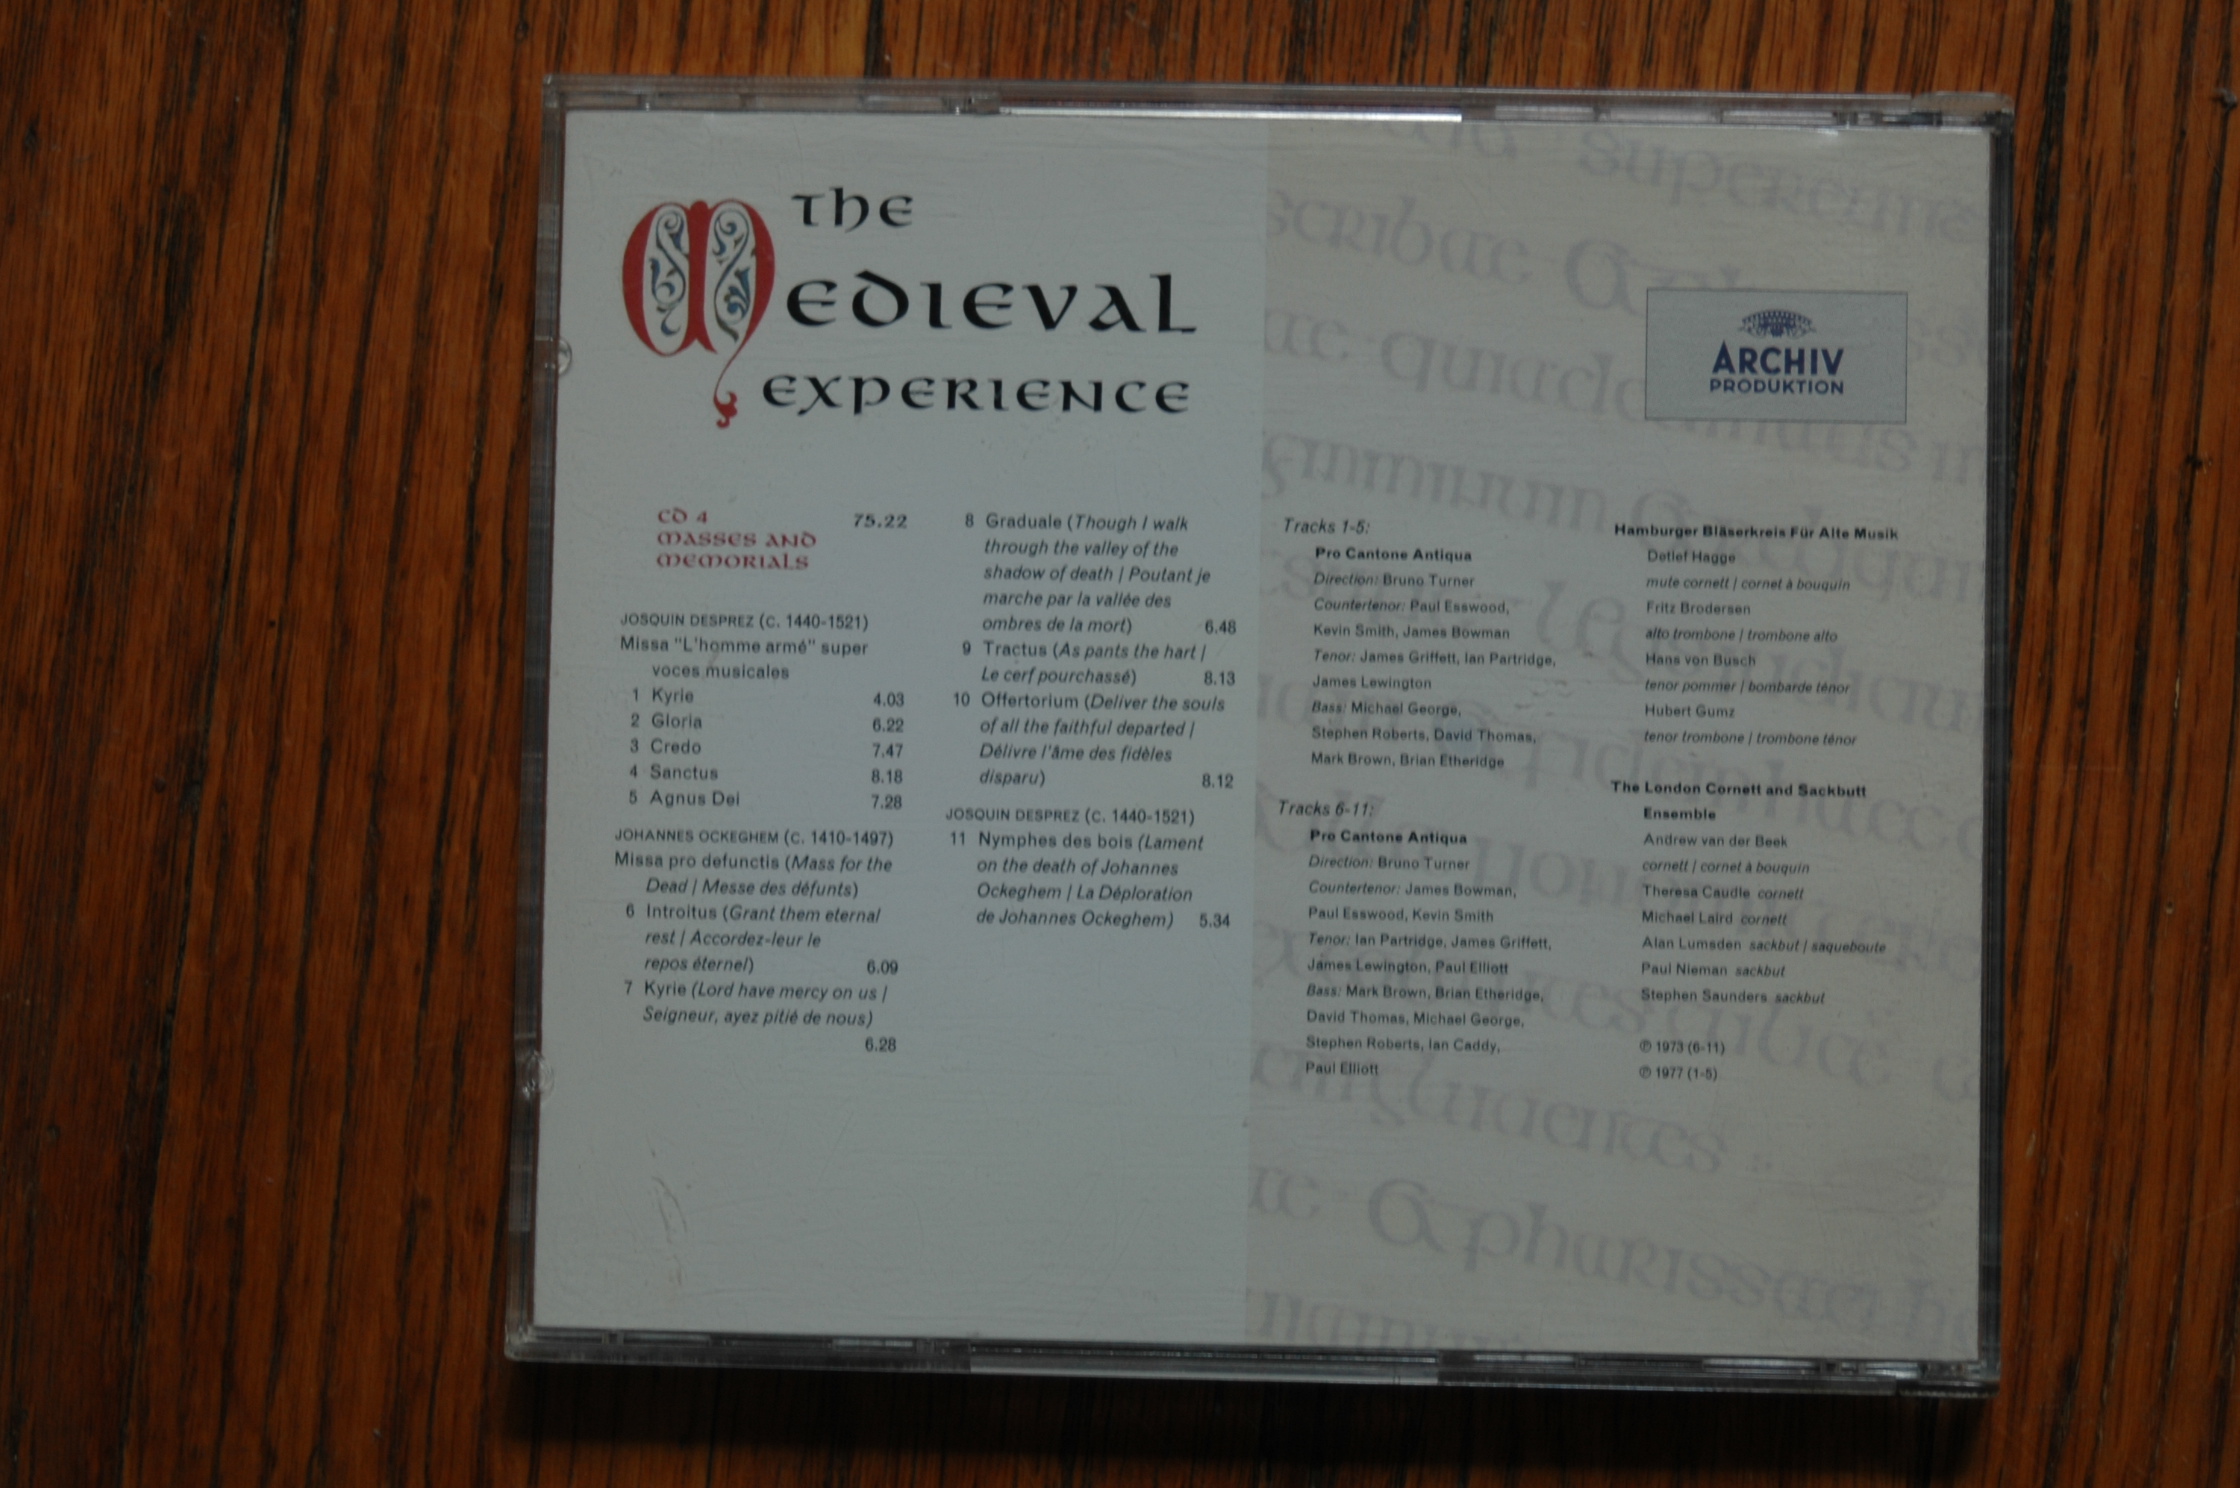 The
Medieval
Experience
CD 4 75.22
Masses and
Memorials
JOSQUIN DESPREZ (C. 1440-1521)
Missa "L'homme armé" super
voces musicales
1 Kyrie 4.03
2 Gloria 6.22
3 Credo 7.47
4 Sanctus 8.18
5 Agnus Dei 7.28
JOHANNES OCKEGHEM (C. 1410-1497)
Missa pro defunctis (Mass for the
Dead | Messe des défunts)
6 Introitus (Grant them eternal
rest | Accordez-leur le
repos éternel) 6.09
7 Kyrie (Lord have mercy on us |
Seigneur, ayez pitié de nous)
6.28
8 Graduale (Though I walk
through the valley of the
shadow of death | Poutant je
marche par la vallée des
ombres de la mort) 6.48
9 Tractus (As pants the hart |
Le cerf pourchassé) 8.13
10 Offertorium (Deliver the souls
of all the faithful departed |
Délivre l'âme des fidèles
disparu) 8.12
JOSQUIN DESPREZ (C. 1440-1521)
11 Nymphes des bois (Lament
on the death of Johannes
Ockeghem | La Déploration
de Johannes Ockeghem) 5.34
ARCHIV
PRODUKTION
Tracks 1-5:
Pro Cantone Antiqua
Direction: Bruno Turner
Countertenor: Paul Esswood,
Kevin Smith, James Bowman
Tenor: James Griffett, Ian Partridge,
James Lewington
Bass: Michael George,
Stephen Roberts, David Thomas,
Mark Brown, Brian Etheridge
Tracks 6-11:
Pro Cantone Antiqua
Direction: Bruno Turner
Countertenor: James Bowman,
Paul Esswood, Kevin Smith
Tenor: Ian Partridge, James Griffett,
James Lewington, Paul Elliott
Bass: Mark Brown, Brian Etheridge,
David Thomas, Michael George,
Stephen Roberts, Ian Caddy,
Paul Elliott
Hamburger Bläserkreis Für Alte Musik
Detlef Hagge
mute cornett | cornet à bouquin
Fritz Brodersen
alto trombone | trombone alto
Hans von Busch
tenor pommer | bombarde ténor
Hubert Gumz
tenor trombone | trombone ténor
The London Cornett and Sackbutt
Ensemble
Andrew van der Beek
cornett | cornet à bouquin
Theresa Caudle cornett
Michael Laird cornett
Alan Lumsden sackbut | saqueboute
Paul Nieman sackbut
Stephen Saunders sackbut
℗ 1973 (6-11)
℗ 1977 (1-5)